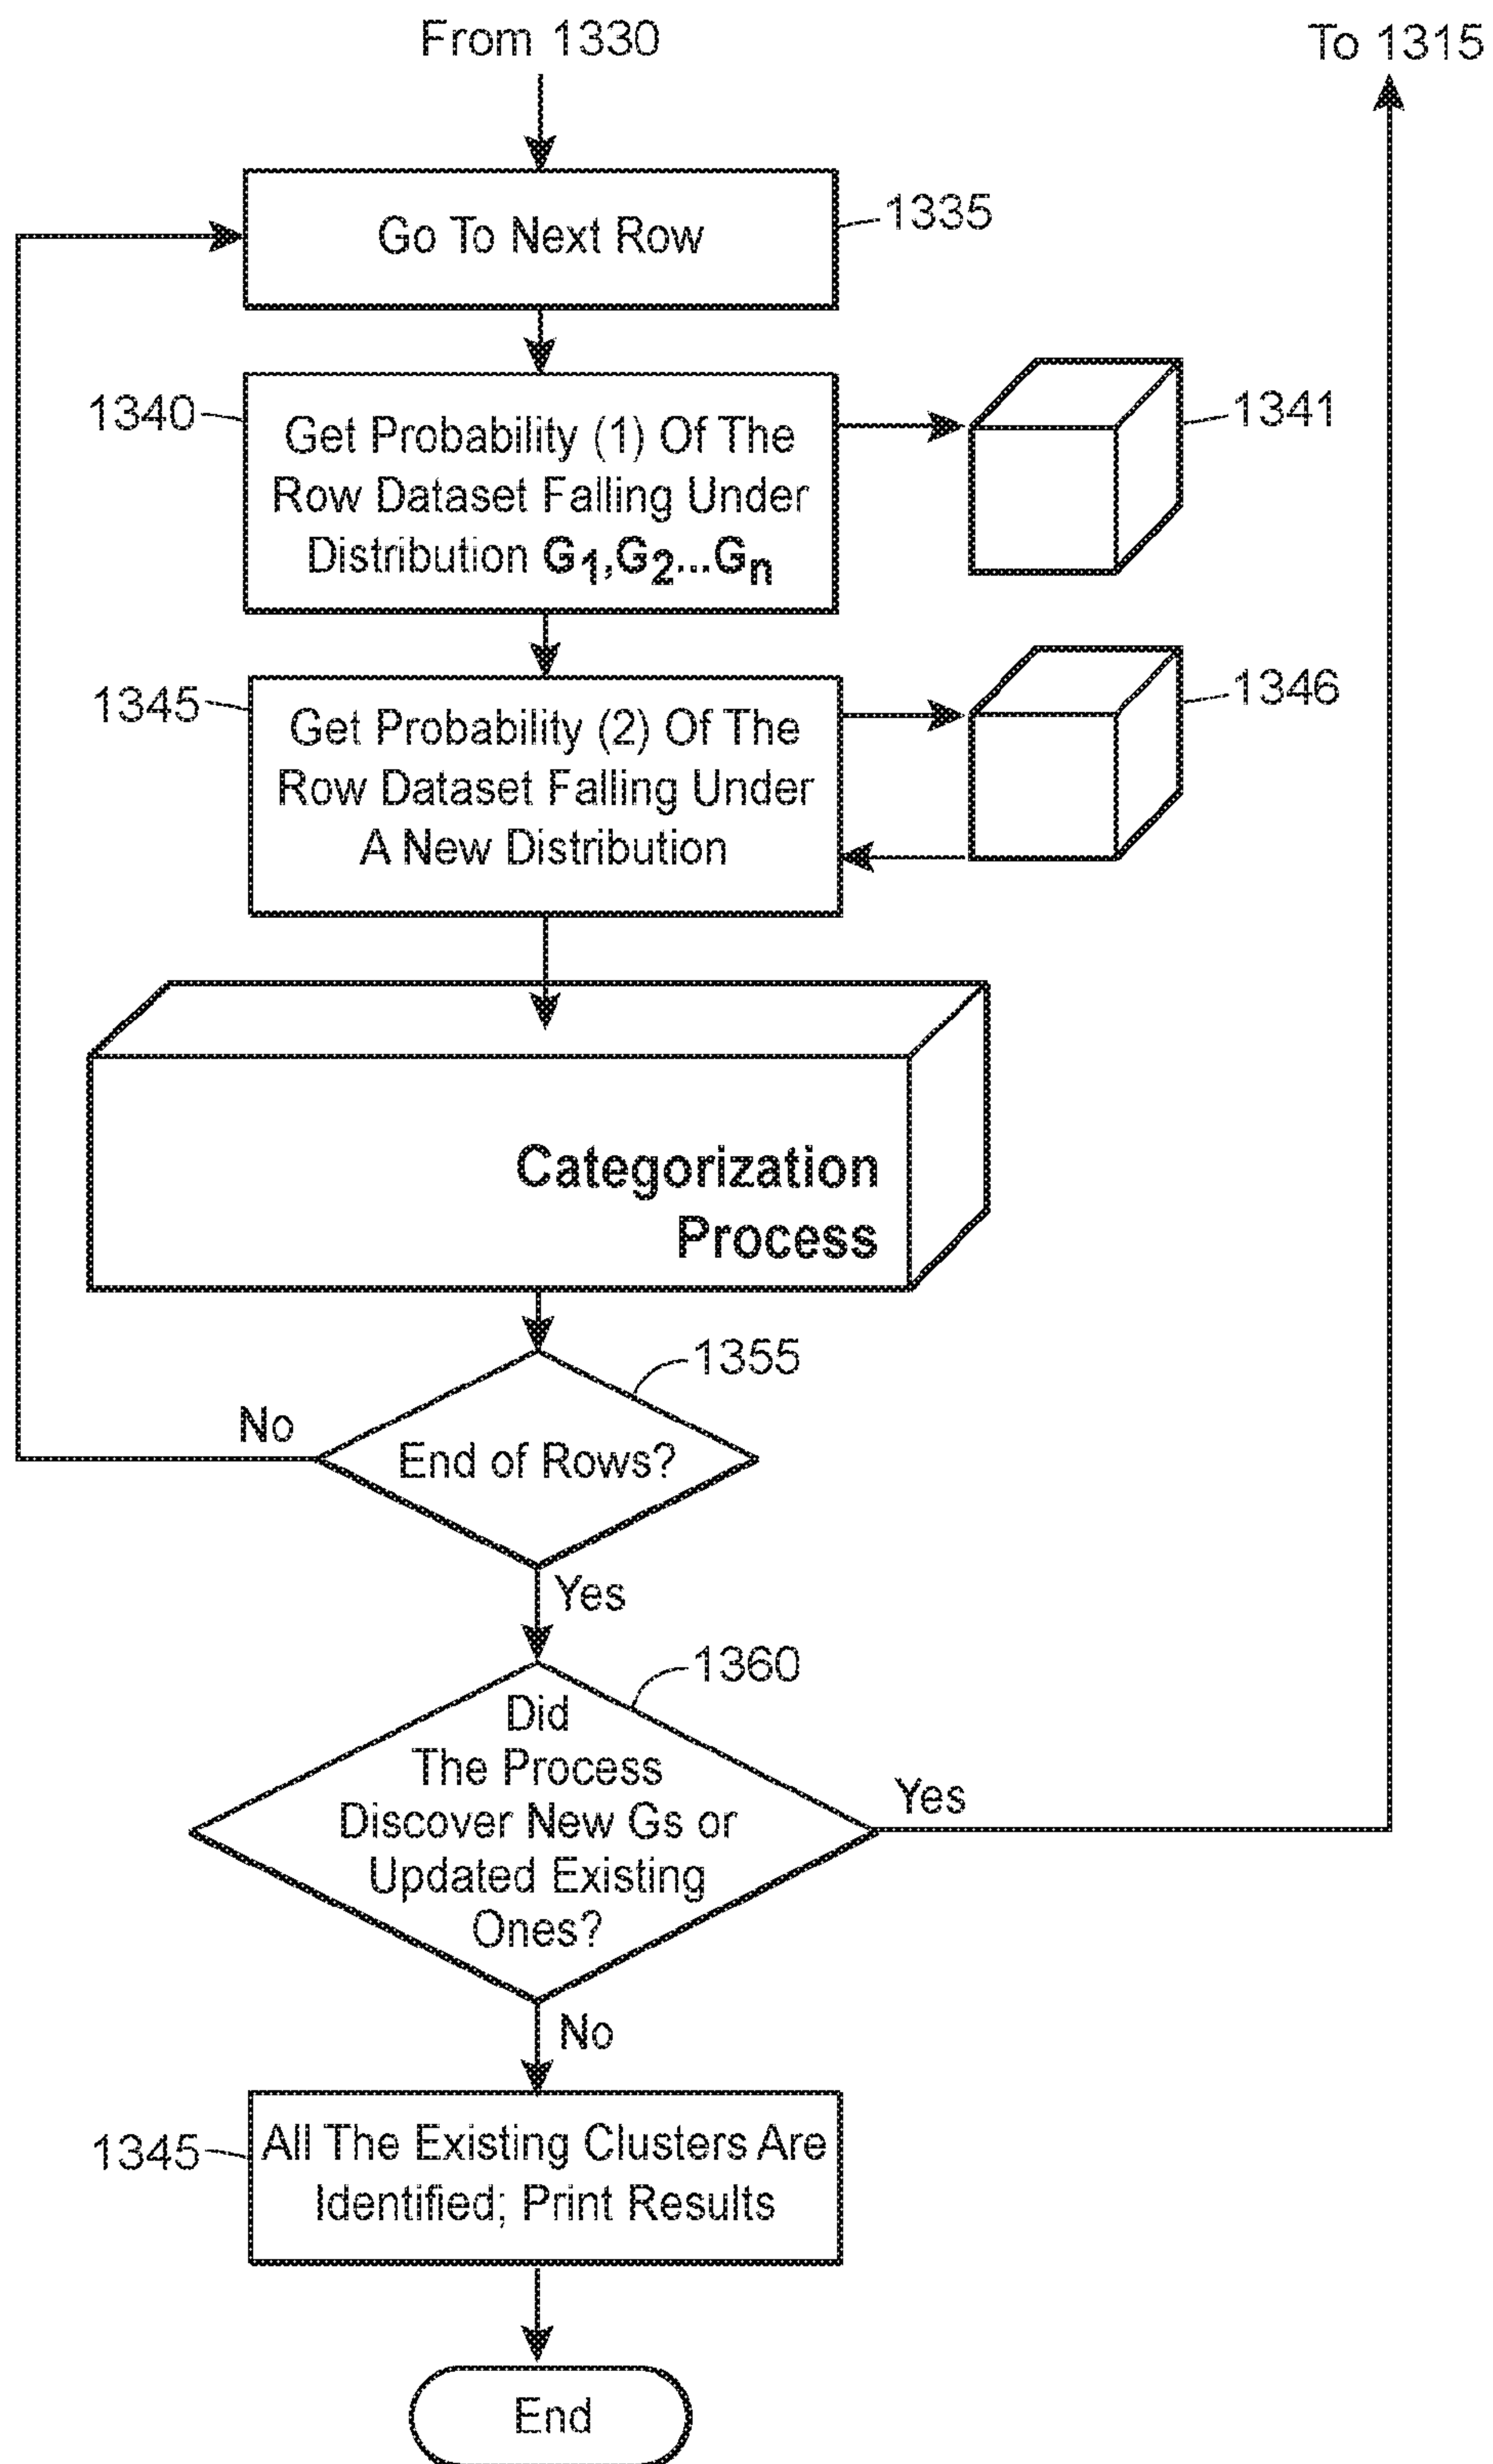 From 1330
To 1315
Go To Next Row
1335
1340
Get Probability (1) Of The
Row Dataset Falling Under
Distribution G1,G2...Gn
1341
1345
Get Probability (2) Of The
Row Dataset Falling Under
A New Distribution
1346
Categorization
Process
1355
No
End of Rows?
Yes
1360
Did
The Process
Discover New Gs or
Updated Existing
Ones?
Yes
No
1345
All The Existing Clusters Are
Identified; Print Results
End